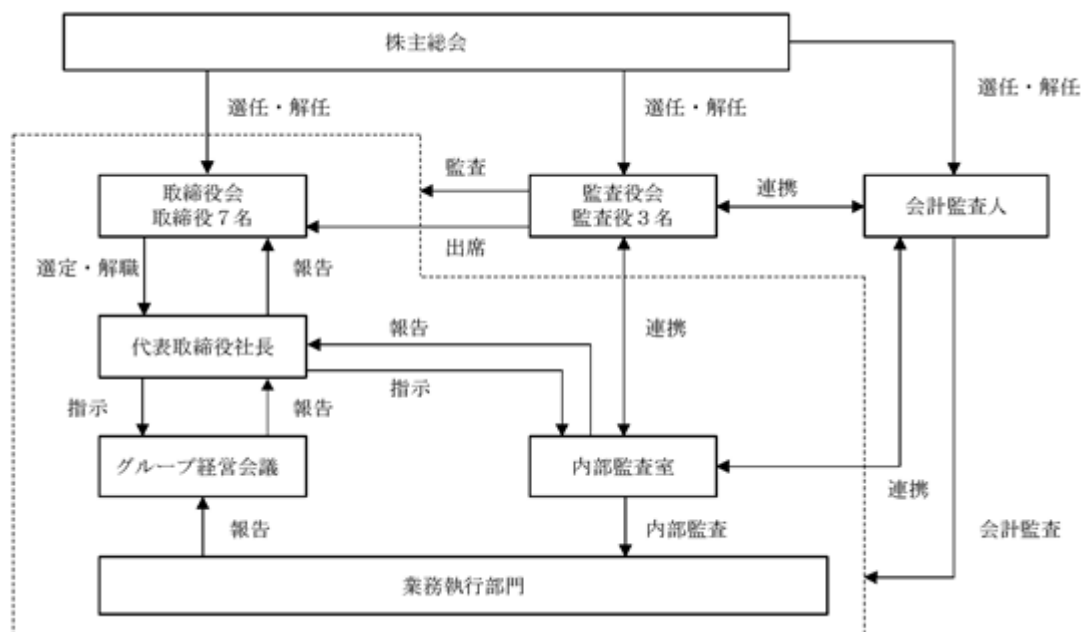 株主総会
選任・解任
選任・解任
選任・解任
取締役会
取締役7名
監査
出席
監査役会
監査役3名
連携
会計監査人
選定・解職
報告
代表取締役社長
報告
指示
連携
指示
報告
グループ経営会議
内部監査室
連携
報告
内部監査
会計監査
業務執行部門